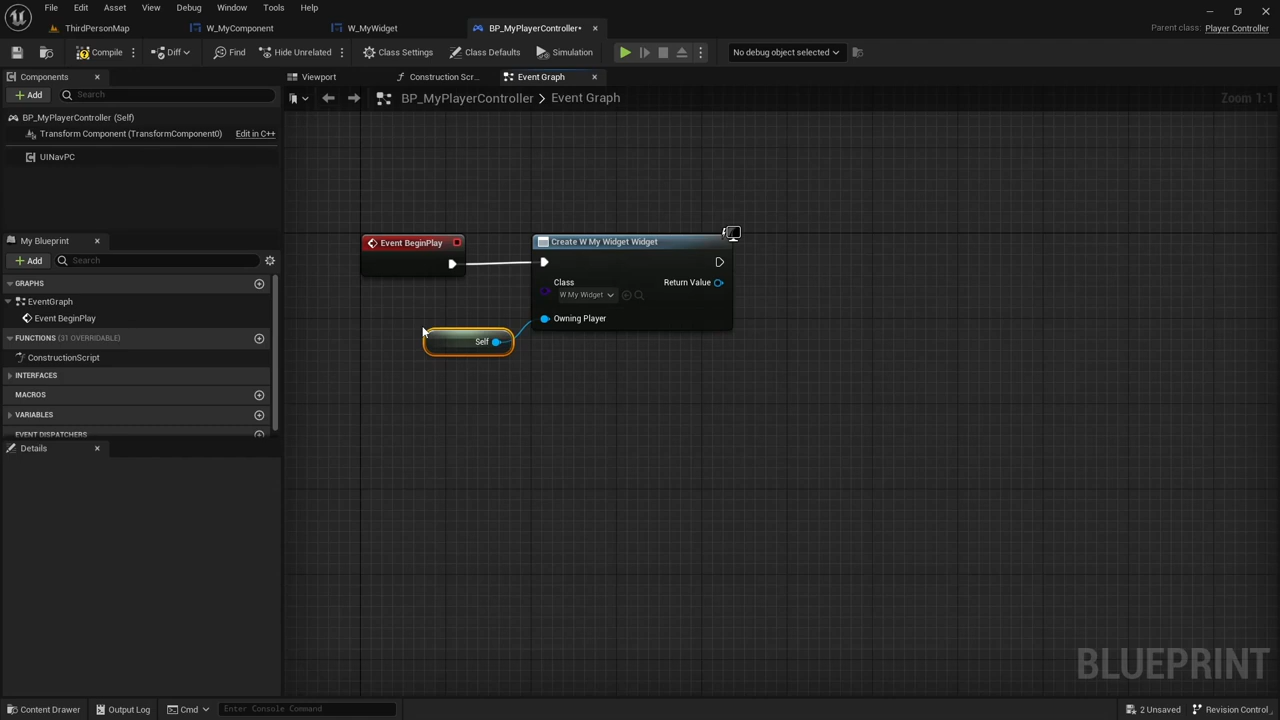 File Edit Asset View Debug Window Tools Help
ThirdPersonMap W_MyComponent W_MyWidget BP_MyPlayerController• Parent class: Player Controller
Compile Diff Find Hide Unrelated Class Settings Class Defaults Simulation No debug object selected
Components Viewport Construction Scr... Event Graph
Add Search BP_MyPlayerController > Event Graph Zoom 1:1
BP_MyPlayerController (Self)
Transform Component (TransformComponent0) Edit in C++
UINavPC
My Blueprint
Add Search
GRAPHS
EventGraph
Event BeginPlay
FUNCTIONS (31 OVERRIDABLE)
ConstructionScript
INTERFACES
MACROS
VARIABLES
EVENT DISPATCHERS
Details
Event BeginPlay
Create W My Widget Widget
Class Return Value
W My Widget
Owning Player
Self
BLUEPRINT
Content Drawer Output Log Cmd Enter Console Command 2 Unsaved Revision Control